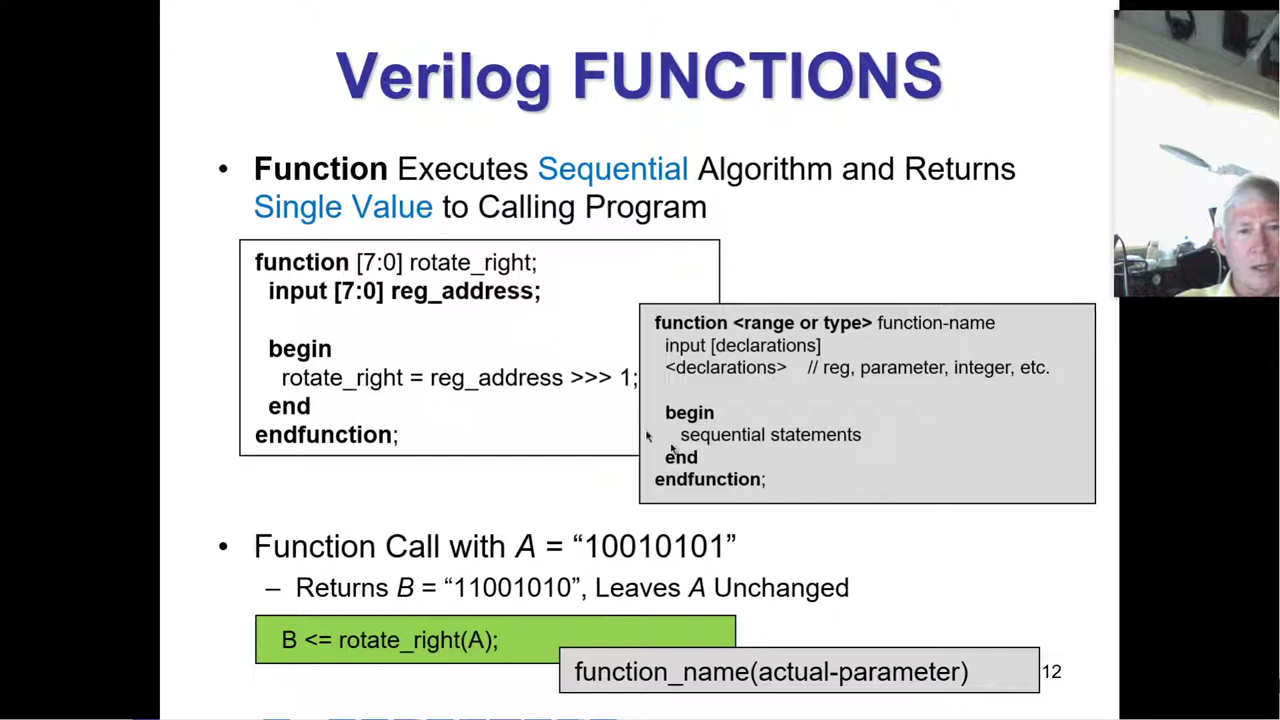 Verilog FUNCTIONS
• Function Executes Sequential Algorithm and Returns
Single Value to Calling Program
function [7:0] rotate_right;
input [7:0] reg_address;
begin
rotate_right = reg_address >>> 1;
end
endfunction;
function <range or type> function-name
input [declarations]
<declarations> // reg, parameter, integer, etc.
begin
sequential statements
end
endfunction;
• Function Call with A = “10010101”
– Returns B = “11001010”, Leaves A Unchanged
B <= rotate_right(A);
function_name(actual-parameter)
12